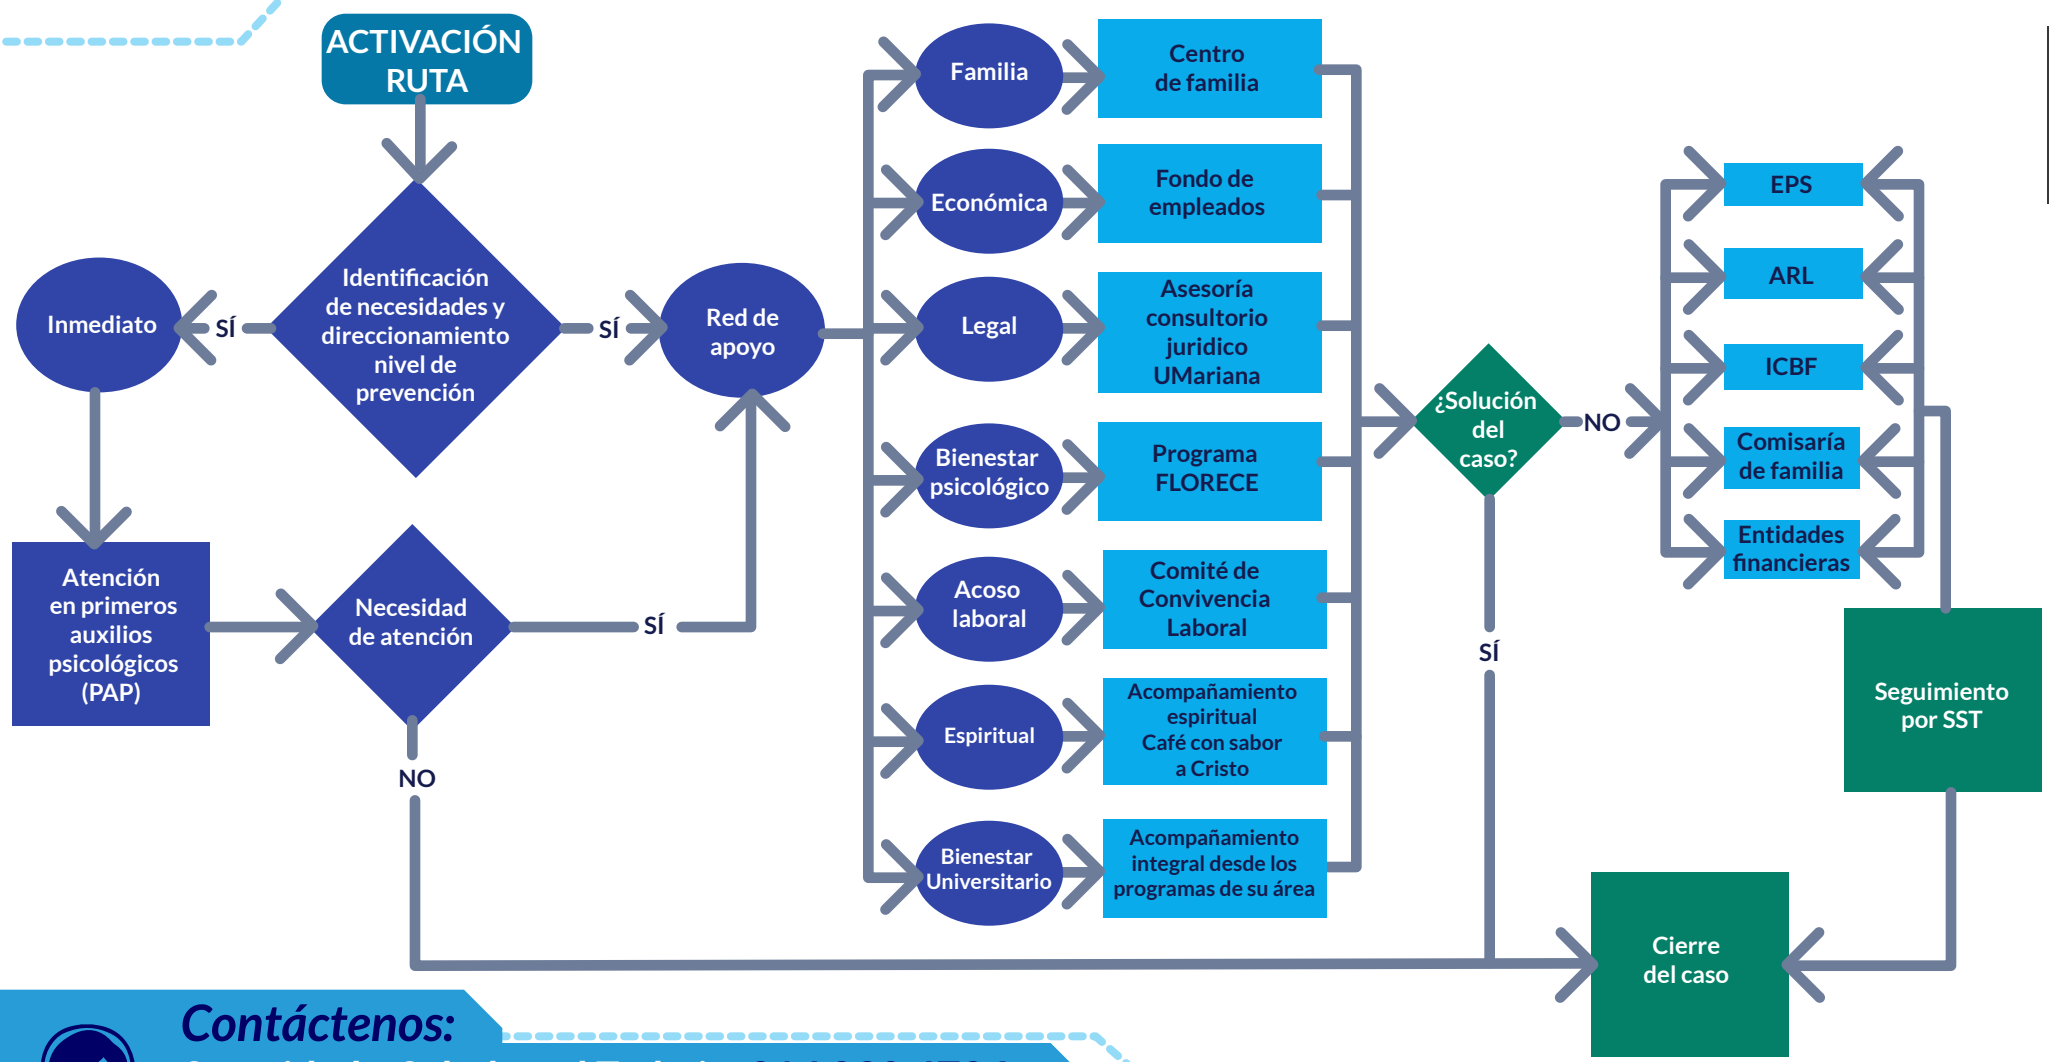 ACTIVACIÓN
RUTA
Identificación
de necesidades y
direccionamiento
nivel de
prevención
SÍ
Inmediato
SÍ
Red de
apoyo
Atención
en primeros
auxilios
psicológicos
(PAP)
Necesidad
de atención
SÍ
NO
Familia
Centro
de familia
Económica
Fondo de
empleados
Legal
Asesoría
consultorio
juridico
UMariana
Bienestar
psicológico
Programa
FLORECE
Acoso
laboral
Comité de
Convivencia
Laboral
Espiritual
Acompañamiento
espiritual
Café con sabor
a Cristo
Bienestar
Universitario
Acompañamiento
integral desde los
programas de su área
¿Solución
del
caso?
NO
SÍ
EPS
ARL
ICBF
Comisaría
de familia
Entidades
financieras
Seguimiento
por SST
Cierre
del caso
Contáctenos: